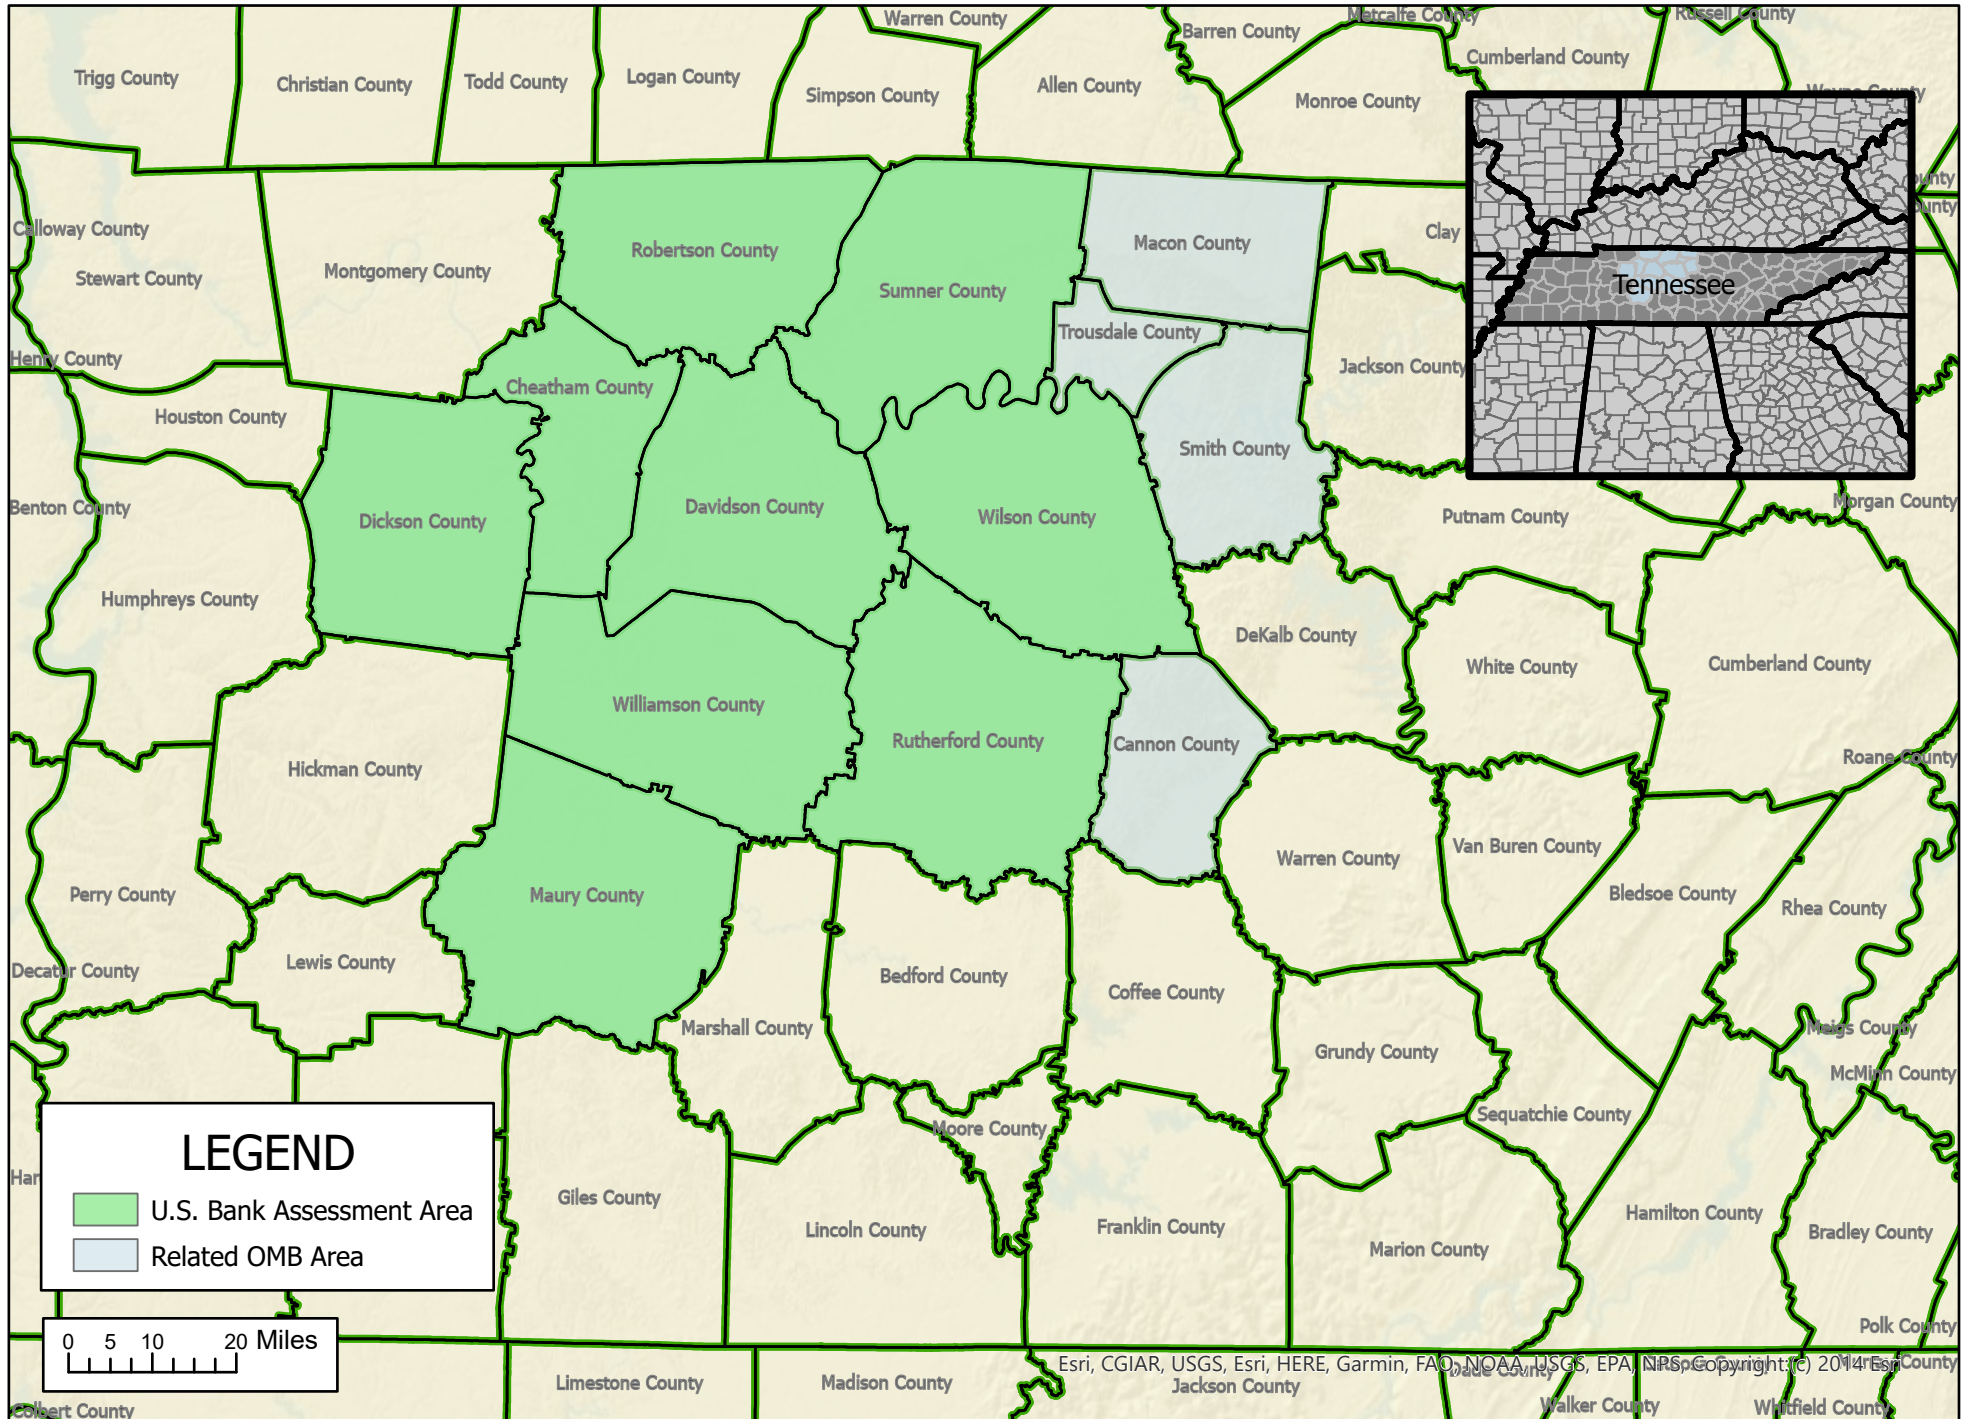 Warren County
Metcalfe County
Russell County
Barren County
Trigg County
Christian County
Todd County
Logan County
Simpson County
Allen County
Monroe County
Cumberland County
Wayne County
Calloway County
Stewart County
Montgomery County
Robertson County
Sumner County
Macon County
Clay
unty
ounty
Tennessee
Henry County
Houston County
Cheatham County
Trousdale County
Jackson County
Smith County
Benton County
Dickson County
Davidson County
Wilson County
Putnam County
Morgan County
Humphreys County
DeKalb County
White County
Cumberland County
Williamson County
Rutherford County
Cannon County
Roane County
Hickman County
Perry County
Maury County
Warren County
Van Buren County
Bledsoe County
Rhea County
Decatur County
Lewis County
Bedford County
Coffee County
Marshall County
Grundy County
Meigs County
McMinn County
Sequatchie County
Moore County
Har
Giles County
Lincoln County
Franklin County
Marion County
Hamilton County
Bradley County
Polk County
LEGEND
U.S. Bank Assessment Area
Related OMB Area
0 5 10 20 Miles
Esri, CGIAR, USGS, Esri, HERE, Garmin, FAO, NOAA, USGS, EPA, NPS, Copyright:(c) 2014 Esri
Limestone County
Madison County
Jackson County
Dade County
Colbert County
Walker County
Whitfield County